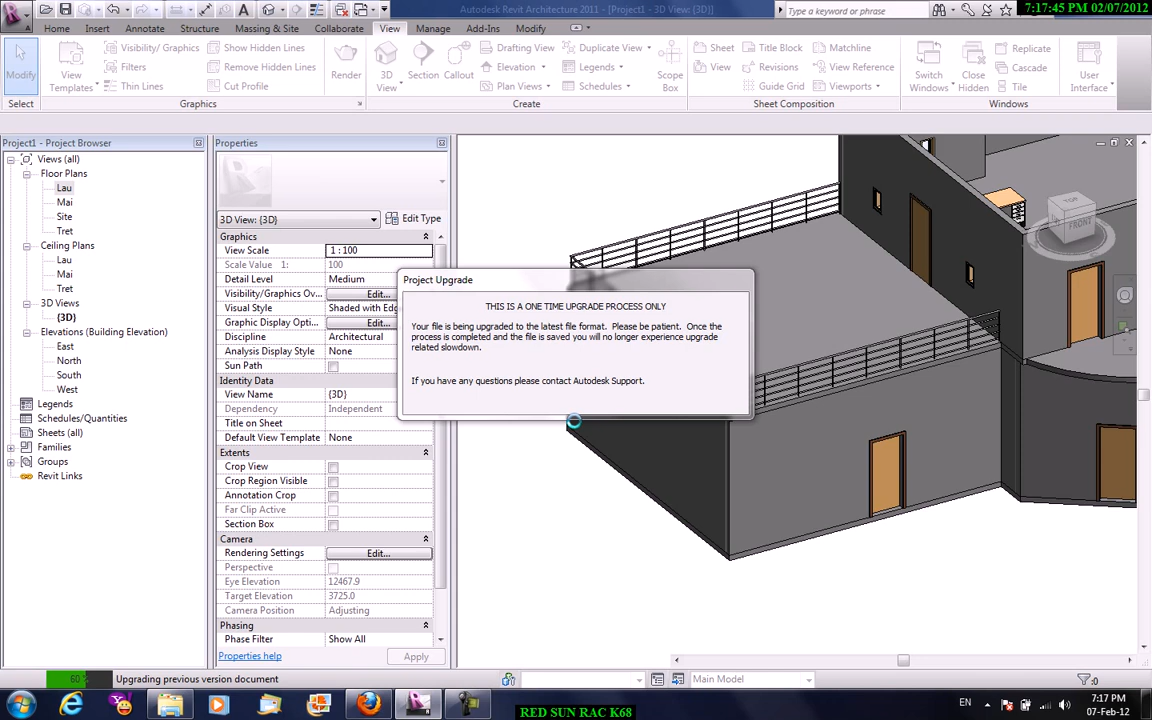 Autodesk Revit Architecture 2011 - [Project1 - 3D View: {3D}]
Type a keyword or phrase
7:17:45 PM 02/07/2012
Home Insert Annotate Structure Massing & Site Collaborate View Manage Add-Ins Modify
Modify
View Templates
Visibility/ Graphics
Filters
Thin Lines
Show Hidden Lines
Remove Hidden Lines
Cut Profile
Render
3D View
Section
Callout
Drafting View
Elevation
Plan Views
Duplicate View
Legends
Schedules
Scope Box
Sheet
View
Title Block
Revisions
Guide Grid
Matchline
View Reference
Viewports
Switch Windows
Close Hidden
Replicate
Cascade
Tile
User Interface
Select Graphics Create Sheet Composition Windows
Project1 - Project Browser
Views (all)
Floor Plans
Lau
Mai
Site
Tret
Ceiling Plans
Lau
Mai
Tret
3D Views
{3D}
Elevations (Building Elevation)
East
North
South
West
Legends
Schedules/Quantities
Sheets (all)
Families
Groups
Revit Links
Properties
3D View: {3D}
Edit Type
Graphics
View Scale 1 : 100
Scale Value 1: 100
Detail Level Medium
Visibility/Graphics Ov... Edit...
Visual Style Shaded with Edg
Graphic Display Opti... Edit...
Discipline Architectural
Analysis Display Style None
Sun Path
Identity Data
View Name {3D}
Dependency Independent
Title on Sheet
Default View Template None
Extents
Crop View
Crop Region Visible
Annotation Crop
Far Clip Active
Section Box
Camera
Rendering Settings Edit...
Perspective
Eye Elevation 12467.9
Target Elevation 3725.0
Camera Position Adjusting
Phasing
Phase Filter Show All
Properties help
Apply
Project Upgrade
THIS IS A ONE TIME UPGRADE PROCESS ONLY
Your file is being upgraded to the latest file format. Please be patient. Once the
process is completed and the file is saved you will no longer experience upgrade
related slowdown.
If you have any questions please contact Autodesk Support.
TOP
FRONT
60 %
Upgrading previous version document
Main Model
:0
EN
7:17 PM
07-Feb-12
RED SUN RAC K68